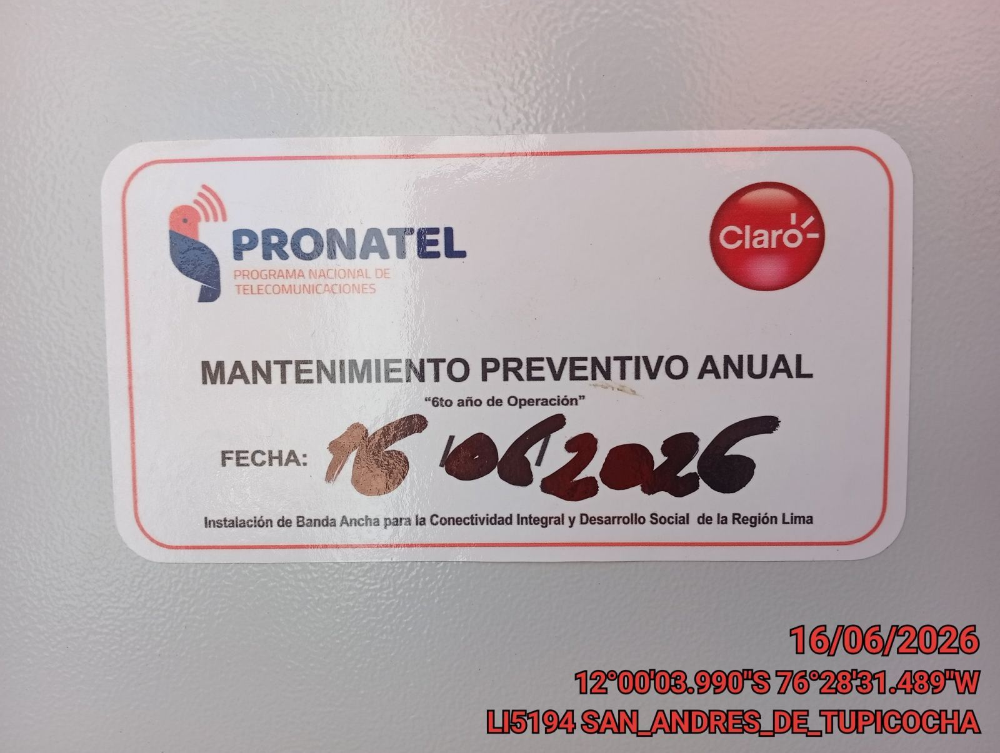 PRONATEL
PROGRAMA NACIONAL DE
TELECOMUNICACIONES
Claro
MANTENIMIENTO PREVENTIVO ANUAL
“6to año de Operación”
FECHA: 16/06/2026
Instalación de Banda Ancha para la Conectividad Integral y Desarrollo Social de la Región Lima
16/06/2026
12°00'03.990"S 76°28'31.489"W
LI5194 SAN_ANDRES_DE_TUPICOCHA